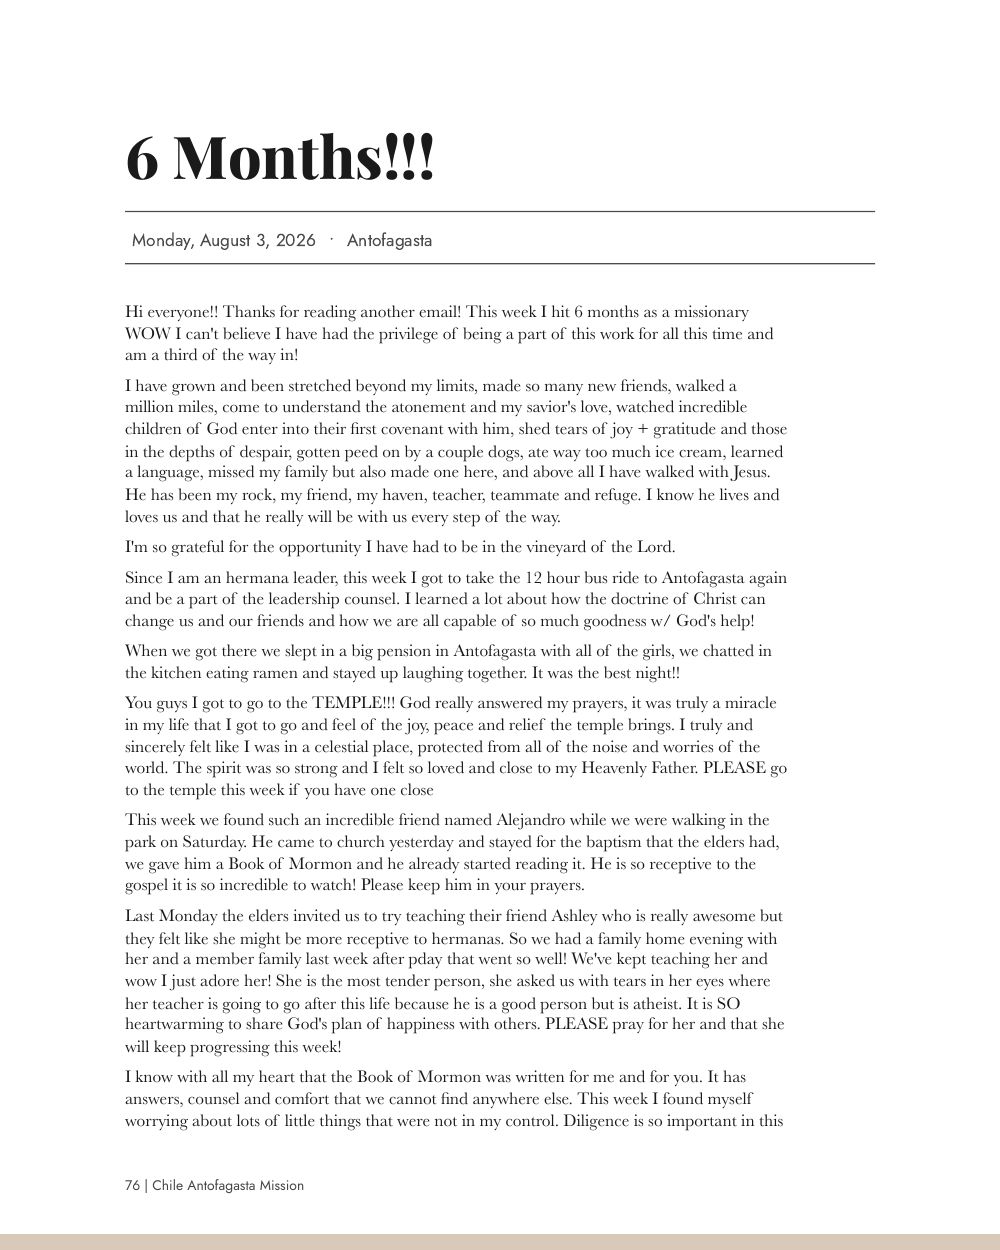 6 Months!!!
Monday, August 3, 2026 · Antofagasta
Hi everyone!! Thanks for reading another email! This week I hit 6 months as a missionary
WOW I can't believe I have had the privilege of being a part of this work for all this time and
am a third of the way in!
I have grown and been stretched beyond my limits, made so many new friends, walked a
million miles, come to understand the atonement and my savior's love, watched incredible
children of God enter into their first covenant with him, shed tears of joy + gratitude and those
in the depths of despair, gotten peed on by a couple dogs, ate way too much ice cream, learned
a language, missed my family but also made one here, and above all I have walked with Jesus.
He has been my rock, my friend, my haven, teacher, teammate and refuge. I know he lives and
loves us and that he really will be with us every step of the way.
I'm so grateful for the opportunity I have had to be in the vineyard of the Lord.
Since I am an hermana leader, this week I got to take the 12 hour bus ride to Antofagasta again
and be a part of the leadership counsel. I learned a lot about how the doctrine of Christ can
change us and our friends and how we are all capable of so much goodness w/ God's help!
When we got there we slept in a big pension in Antofagasta with all of the girls, we chatted in
the kitchen eating ramen and stayed up laughing together. It was the best night!!
You guys I got to go to the TEMPLE!!! God really answered my prayers, it was truly a miracle
in my life that I got to go and feel of the joy, peace and relief the temple brings. I truly and
sincerely felt like I was in a celestial place, protected from all of the noise and worries of the
world. The spirit was so strong and I felt so loved and close to my Heavenly Father. PLEASE go
to the temple this week if you have one close
This week we found such an incredible friend named Alejandro while we were walking in the
park on Saturday. He came to church yesterday and stayed for the baptism that the elders had,
we gave him a Book of Mormon and he already started reading it. He is so receptive to the
gospel it is so incredible to watch! Please keep him in your prayers.
Last Monday the elders invited us to try teaching their friend Ashley who is really awesome but
they felt like she might be more receptive to hermanas. So we had a family home evening with
her and a member family last week after pday that went so well! We've kept teaching her and
wow I just adore her! She is the most tender person, she asked us with tears in her eyes where
her teacher is going to go after this life because he is a good person but is atheist. It is SO
heartwarming to share God's plan of happiness with others. PLEASE pray for her and that she
will keep progressing this week!
I know with all my heart that the Book of Mormon was written for me and for you. It has
answers, counsel and comfort that we cannot find anywhere else. This week I found myself
worrying about lots of little things that were not in my control. Diligence is so important in this
76 | Chile Antofagasta Mission